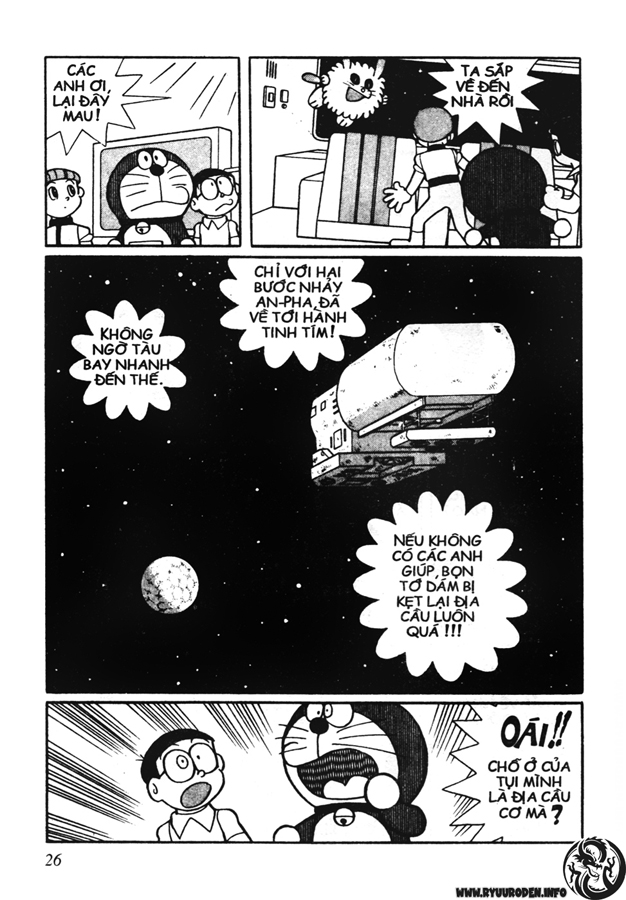 CÁC
ANH ƠI,
LẠI ĐÂY
MAU!
TA SẮP
VỀ ĐẾN
NHÀ RỒI
CHỈ VỚI HAI
BƯỚC NHẢY
AN-PHA, ĐÃ
VỀ TỚI HÀNH
TINH TÍM!
KHÔNG
NGỜ TÀU
BAY NHANH
ĐẾN THẾ.
NẾU KHÔNG
CÓ CÁC ANH
GIÚP, BỌN
TỚ DÁM BỊ
KẸT LẠI ĐỊA
CẦU LUÔN
QUÁ !!!
OÁI!!
CHỐ Ở CỦA
TỤI MÌNH
LÀ ĐỊA CẦU
CƠ MÀ ?
26
WWW.RYUURODEN.INFO